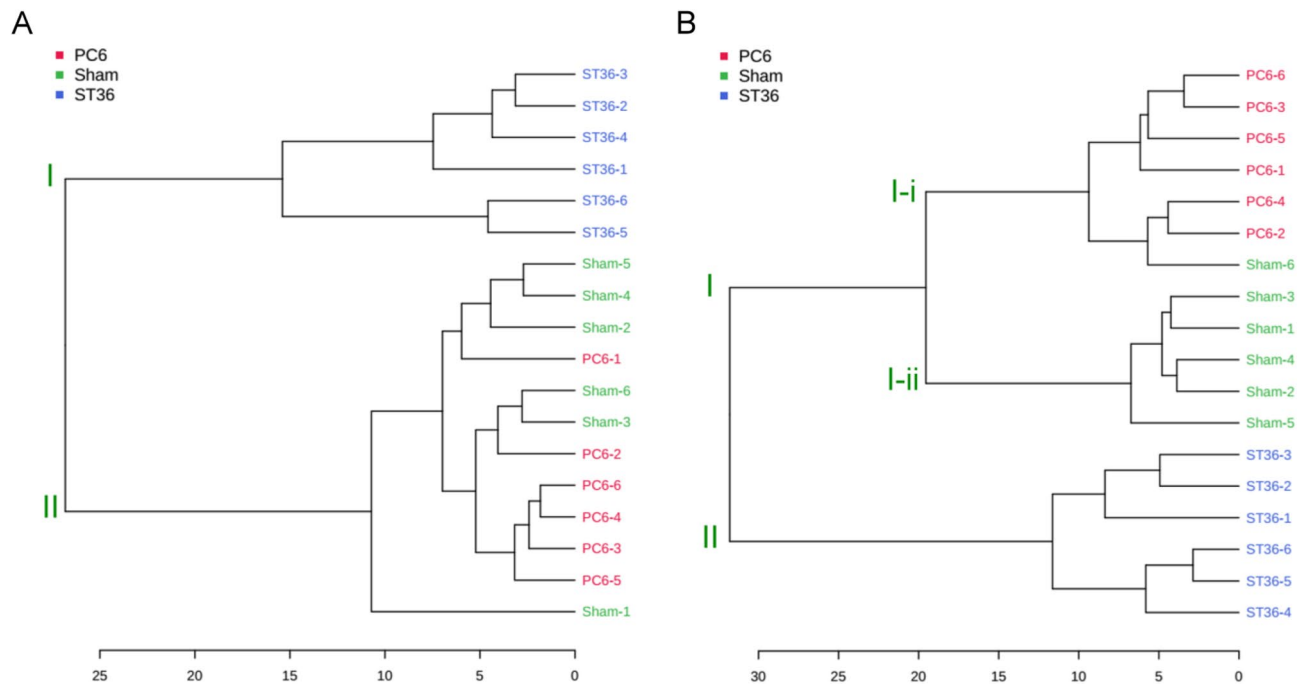 A
PC6
Sham
ST36
ST36-3
ST36-2
ST36-4
ST36-1
I
ST36-6
ST36-5
Sham-5
Sham-4
Sham-2
PC6-1
Sham-6
Sham-3
PC6-2
PC6-6
II
PC6-4
PC6-3
PC6-5
Sham-1
25 20 15 10 5 0
B
PC6
Sham
ST36
PC6-6
PC6-3
PC6-5
PC6-1
I-i
PC6-4
PC6-2
Sham-6
I
Sham-3
Sham-1
Sham-4
I-ii
Sham-2
Sham-5
ST36-3
ST36-2
ST36-1
II
ST36-6
ST36-5
ST36-4
30 25 20 15 10 5 0